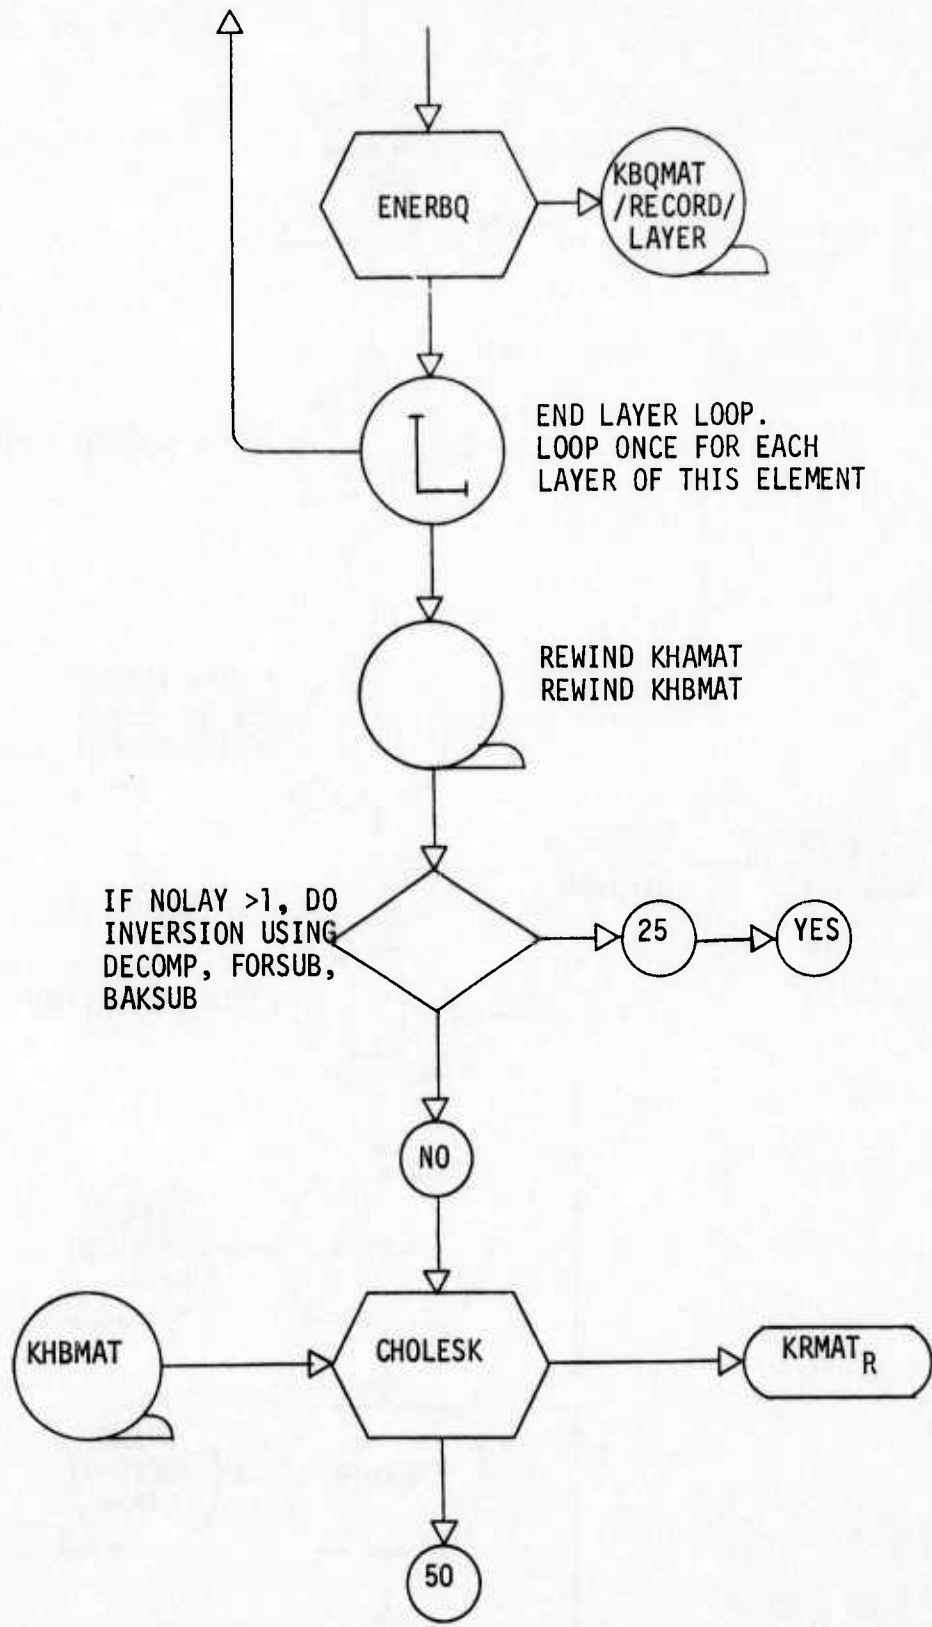 ENERBQ
KBQMAT
/RECORD/
LAYER
L
END LAYER LOOP.
LOOP ONCE FOR EACH
LAYER OF THIS ELEMENT
REWIND KHAMAT
REWIND KHBMAT
IF NOLAY >1, DO
INVERSION USING
DECOMP, FORSUB,
BAKSUB
25
YES
NO
KHBMAT
CHOLESK
KRMAT R
50